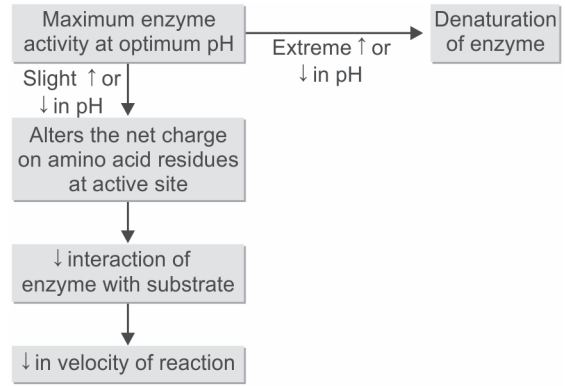 Maximum enzyme
activity at optimum pH
Extreme ↑ or
↓ in pH
Denaturation
of enzyme
Slight ↑ or
↓ in pH
Alters the net charge
on amino acid residues
at active site
↓ interaction of
enzyme with substrate
↓ in velocity of reaction